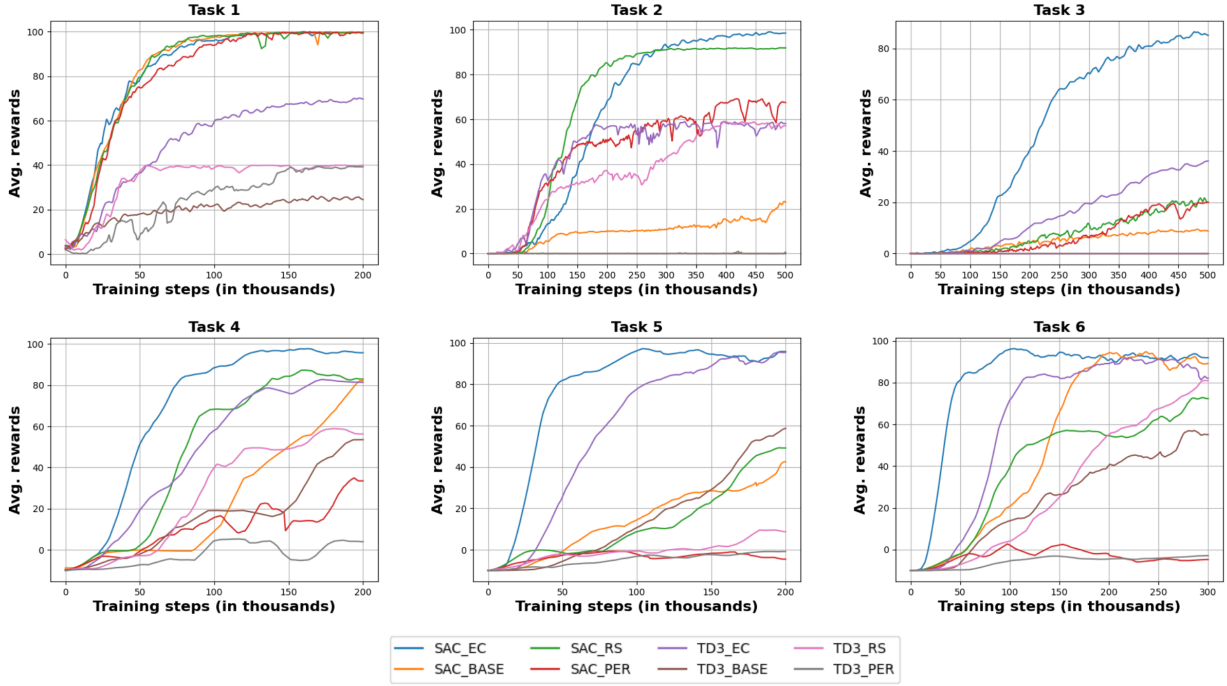 Task 1
Avg. rewards
100
80
60
40
20
0
0 50 100 150 200
Training steps (in thousands)
Task 2
Avg. rewards
100
80
60
40
20
0
0 50 100 150 200 250 300 350 400 450 500
Training steps (in thousands)
Task 3
Avg. rewards
80
60
40
20
0
0 50 100 150 200 250 300 350 400 450 500
Training steps (in thousands)
Task 4
Avg. rewards
100
80
60
40
20
0
0 50 100 150 200
Training steps (in thousands)
Task 5
Avg. rewards
100
80
60
40
20
0
0 50 100 150 200
Training steps (in thousands)
Task 6
Avg. rewards
100
80
60
40
20
0
0 50 100 150 200 250 300
Training steps (in thousands)
SAC_EC SAC_RS TD3_EC TD3_RS
SAC_BASE SAC_PER TD3_BASE TD3_PER